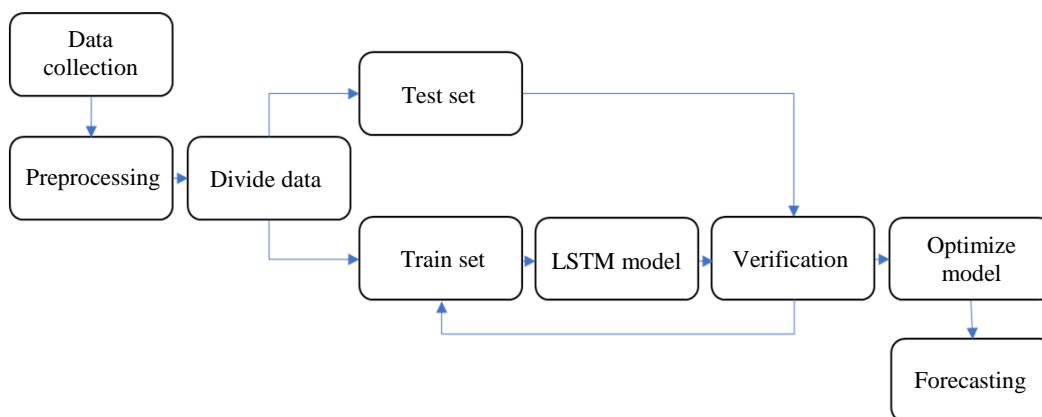 Data
collection
Preprocessing
Divide data
Test set
Train set
LSTM model
Verification
Optimize
model
Forecasting